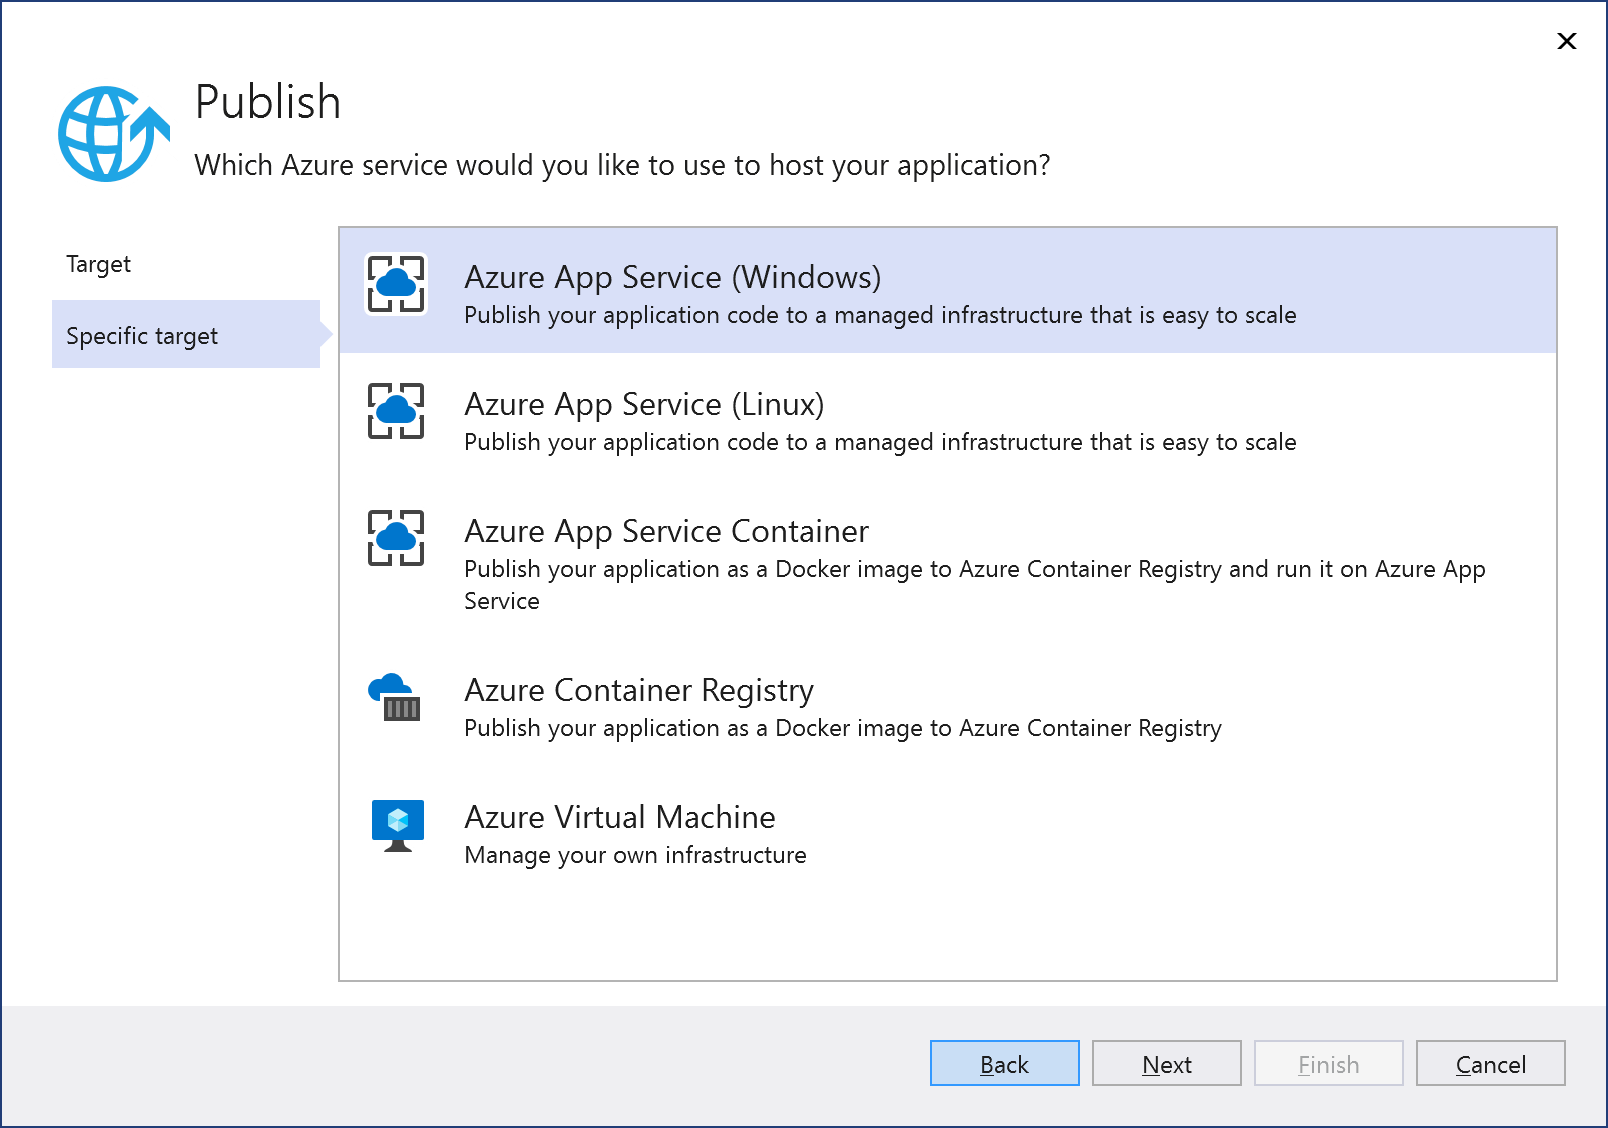 Publish
Which Azure service would you like to use to host your application?
Target
Specific target
Azure App Service (Windows)
Publish your application code to a managed infrastructure that is easy to scale
Azure App Service (Linux)
Publish your application code to a managed infrastructure that is easy to scale
Azure App Service Container
Publish your application as a Docker image to Azure Container Registry and run it on Azure App
Service
Azure Container Registry
Publish your application as a Docker image to Azure Container Registry
Azure Virtual Machine
Manage your own infrastructure
Back
Next
Finish
Cancel